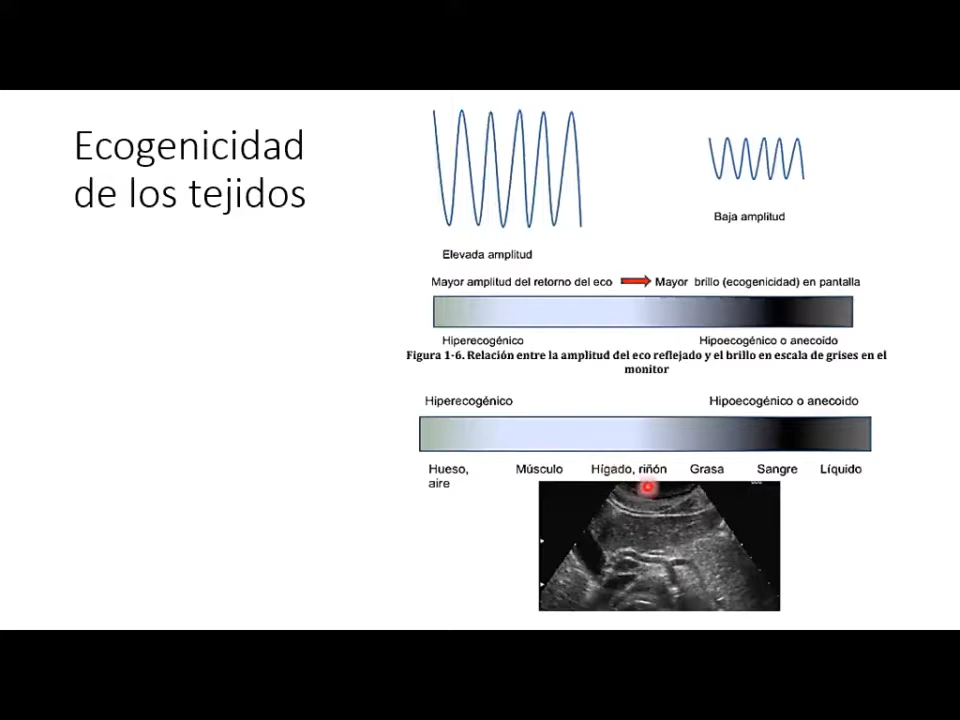 Ecogenicidad
de los tejidos
Elevada amplitud
Baja amplitud
Mayor amplitud del retorno del eco
Mayor brillo (ecogenicidad) en pantalla
Hiperecogénico
Hipoecogénico o anecoido
Figura 1-6. Relación entre la amplitud del eco reflejado y el brillo en escala de grises en el
monitor
Hiperecogénico
Hipoecogénico o anecoido
Hueso,
aire
Músculo
Hígado, riñón
Grasa
Sangre
Líquido